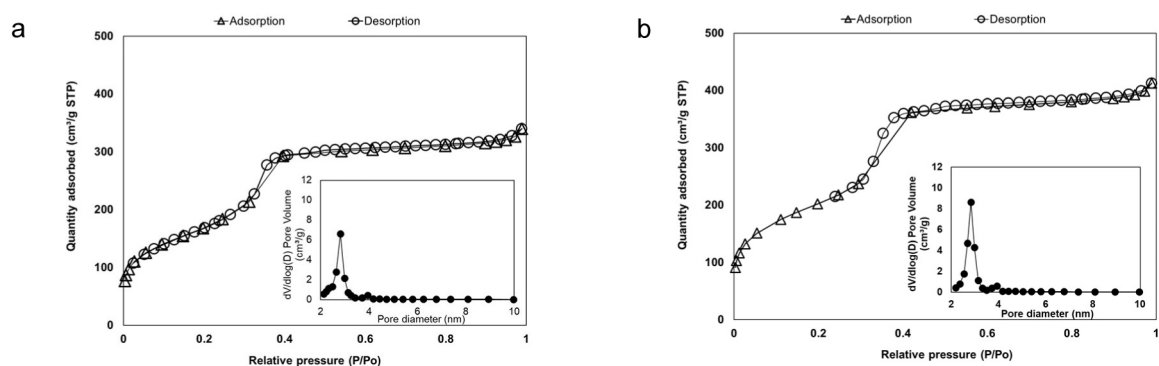 a
Adsorption Desorption
Quantity adsorbed (cm³/g STP)
500
400
300
200
100
0
0 0.2 0.4 0.6 0.8 1
Relative pressure (P/Po)
dV/dlog(D) Pore Volume
(cm³/g)
12
10
8
6
4
2
0
2 4 6 8 10
Pore diameter (nm)
b
Adsorption Desorption
Quantity adsorbed (cm³/g STP)
500
400
300
200
100
0
0 0.2 0.4 0.6 0.8 1
Relative pressure (P/Po)
dV/dlog(D) Pore Volume
(cm³/g)
12
10
8
6
4
2
0
2 4 6 8 10
Pore diameter (nm)